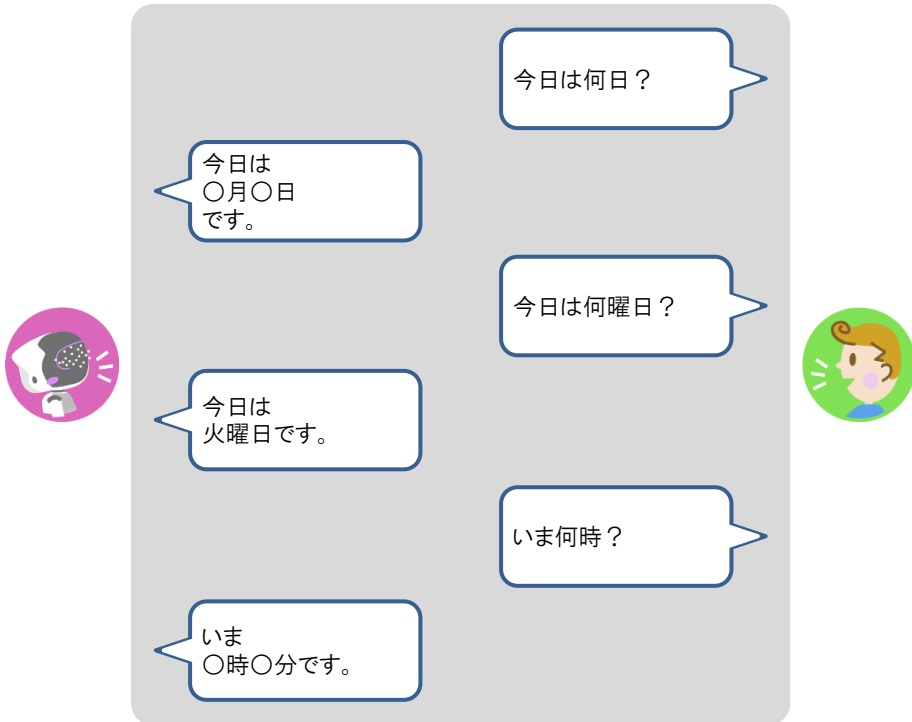 今日は何日？
今日は
〇月〇日
です。
今日は何曜日？
今日は
火曜日です。
いま何時？
いま
〇時〇分です。